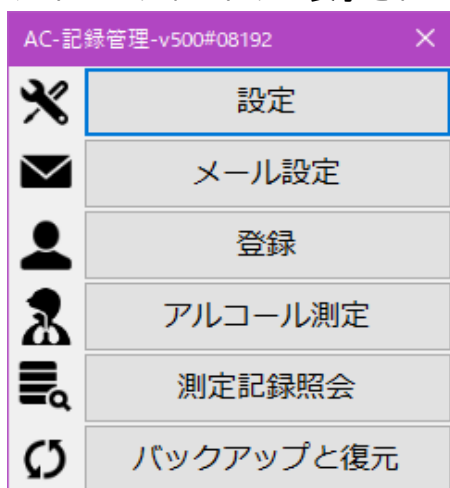 AC-記録管理-v500#08192
設定
メール設定
登録
アルコール測定
測定記録照会
バックアップと復元